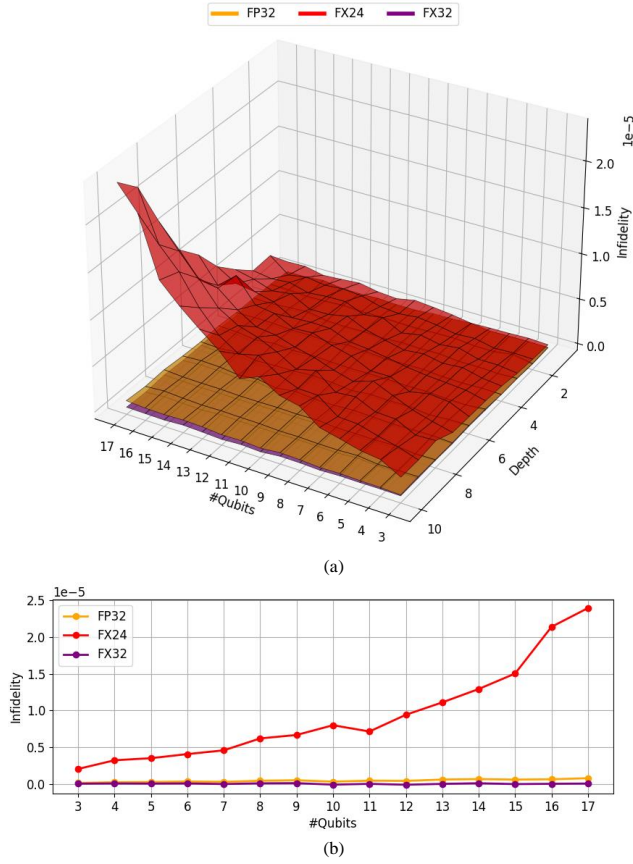 FP32 FX24 FX32
1e−5
2.0
1.5
1.0
0.5
0.0
Infidelity
2
4
6
8
10
Depth
17 16 15 14 13 12 11 10 9 8 7 6 5 4 3
#Qubits
(a)
1e−5
2.5
2.0
1.5
1.0
0.5
0.0
Infidelity
FP32
FX24
FX32
3 4 5 6 7 8 9 10 11 12 13 14 15 16 17
#Qubits
(b)